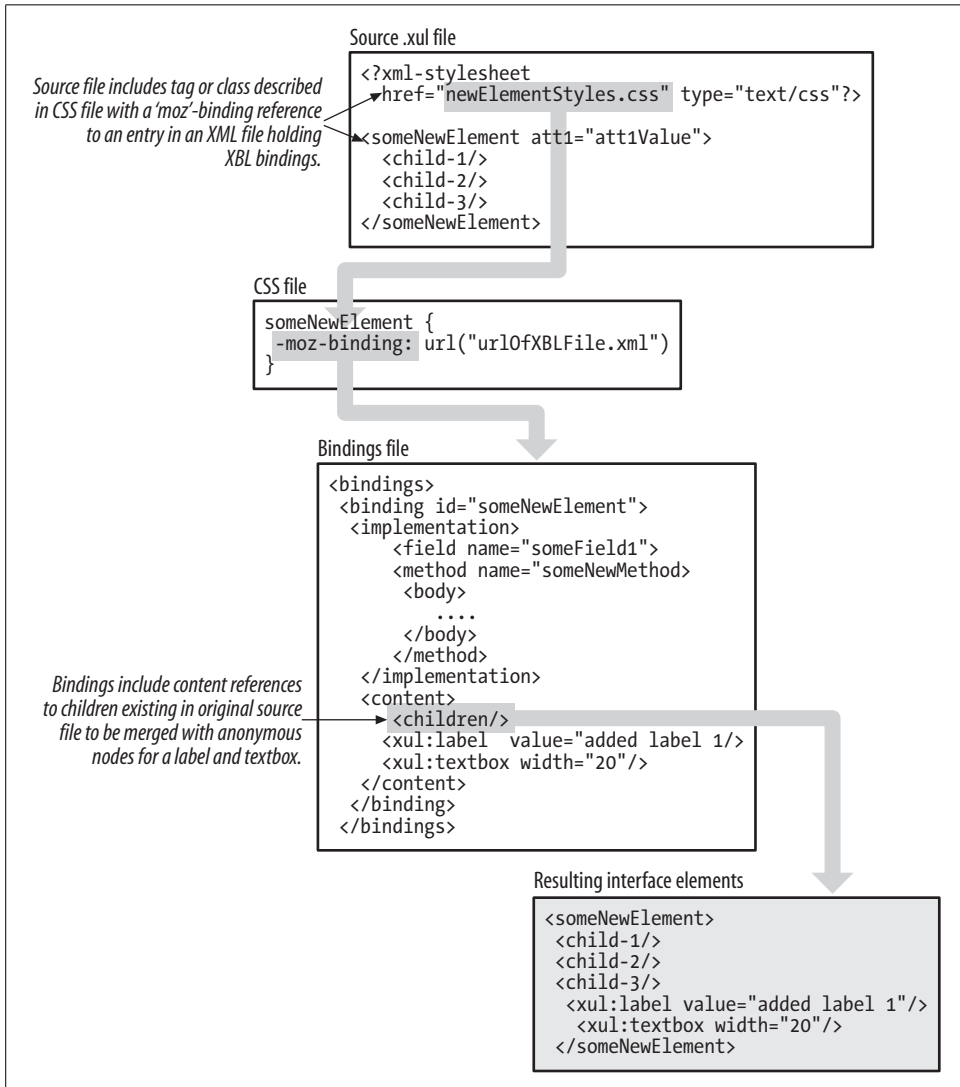 Source .xul file
<?xml-stylesheet
href="newElementStyles.css" type="text/css"?>
<someNewElement att1="att1Value">
<child-1/>
<child-2/>
<child-3/>
</someNewElement>
Source file includes tag or class described
in CSS file with a ‘moz’-binding reference
to an entry in an XML file holding
XBL bindings.
CSS file
someNewElement {
-moz-binding: url("urlOfXBLFile.xml")
}
Bindings file
<bindings>
<binding id="someNewElement">
<implementation>
<field name="someField1">
<method name="someNewMethod>
<body>
....
</body>
</method>
</implementation>
<content>
<children/>
<xul:label  value="added label 1/>
<xul:textbox width="20"/>
</content>
</binding>
</bindings>
Bindings include content references
to children existing in original source
file to be merged with anonymous
nodes for a label and textbox.
Resulting interface elements
<someNewElement>
<child-1/>
<child-2/>
<child-3/>
<xul:label value="added label 1"/>
<xul:textbox width="20"/>
</someNewElement>